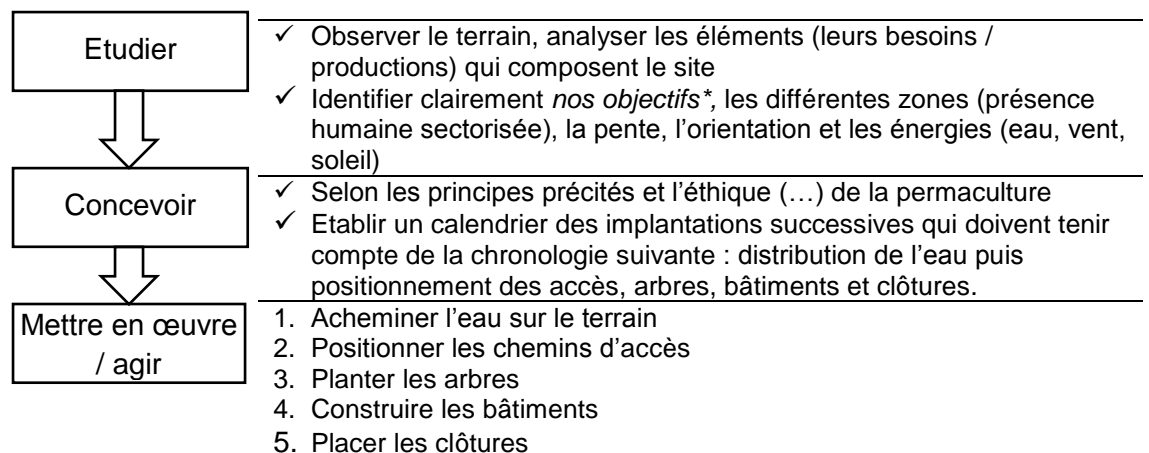 Etudier
✓ Observer le terrain, analyser les éléments (leurs besoins /
productions) qui composent le site
✓ Identifier clairement nos objectifs*, les différentes zones (présence
humaine sectorisée), la pente, l’orientation et les énergies (eau, vent,
soleil)
Concevoir
✓ Selon les principes précités et l’éthique (…) de la permaculture
✓ Etablir un calendrier des implantations successives qui doivent tenir
compte de la chronologie suivante : distribution de l’eau puis
positionnement des accès, arbres, bâtiments et clôtures.
Mettre en œuvre
/ agir
1. Acheminer l’eau sur le terrain
2. Positionner les chemins d’accès
3. Planter les arbres
4. Construire les bâtiments
5. Placer les clôtures